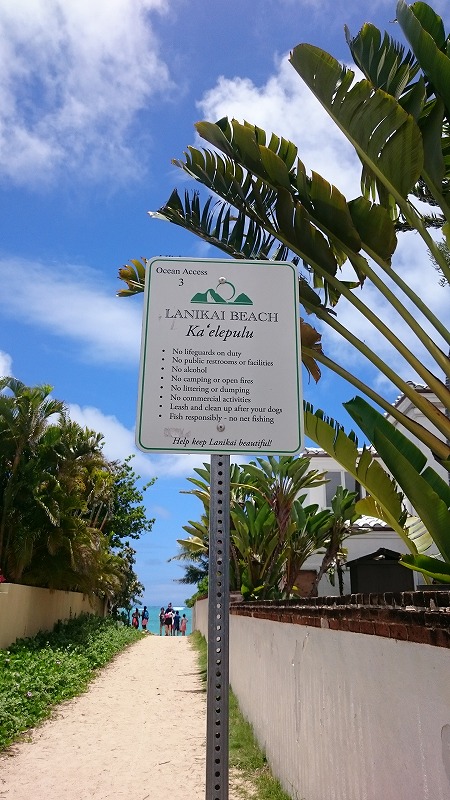 Ocean Access
3
LANIKAI BEACH
Kaʻelepulu
• No lifeguards on duty
• No public restrooms or facilities
• No alcohol
• No camping or open fires
• No littering or dumping
• No commercial activities
• Leash and clean up after your dogs
• Fish responsibly - no net fishing
Help keep Lanikai beautiful!